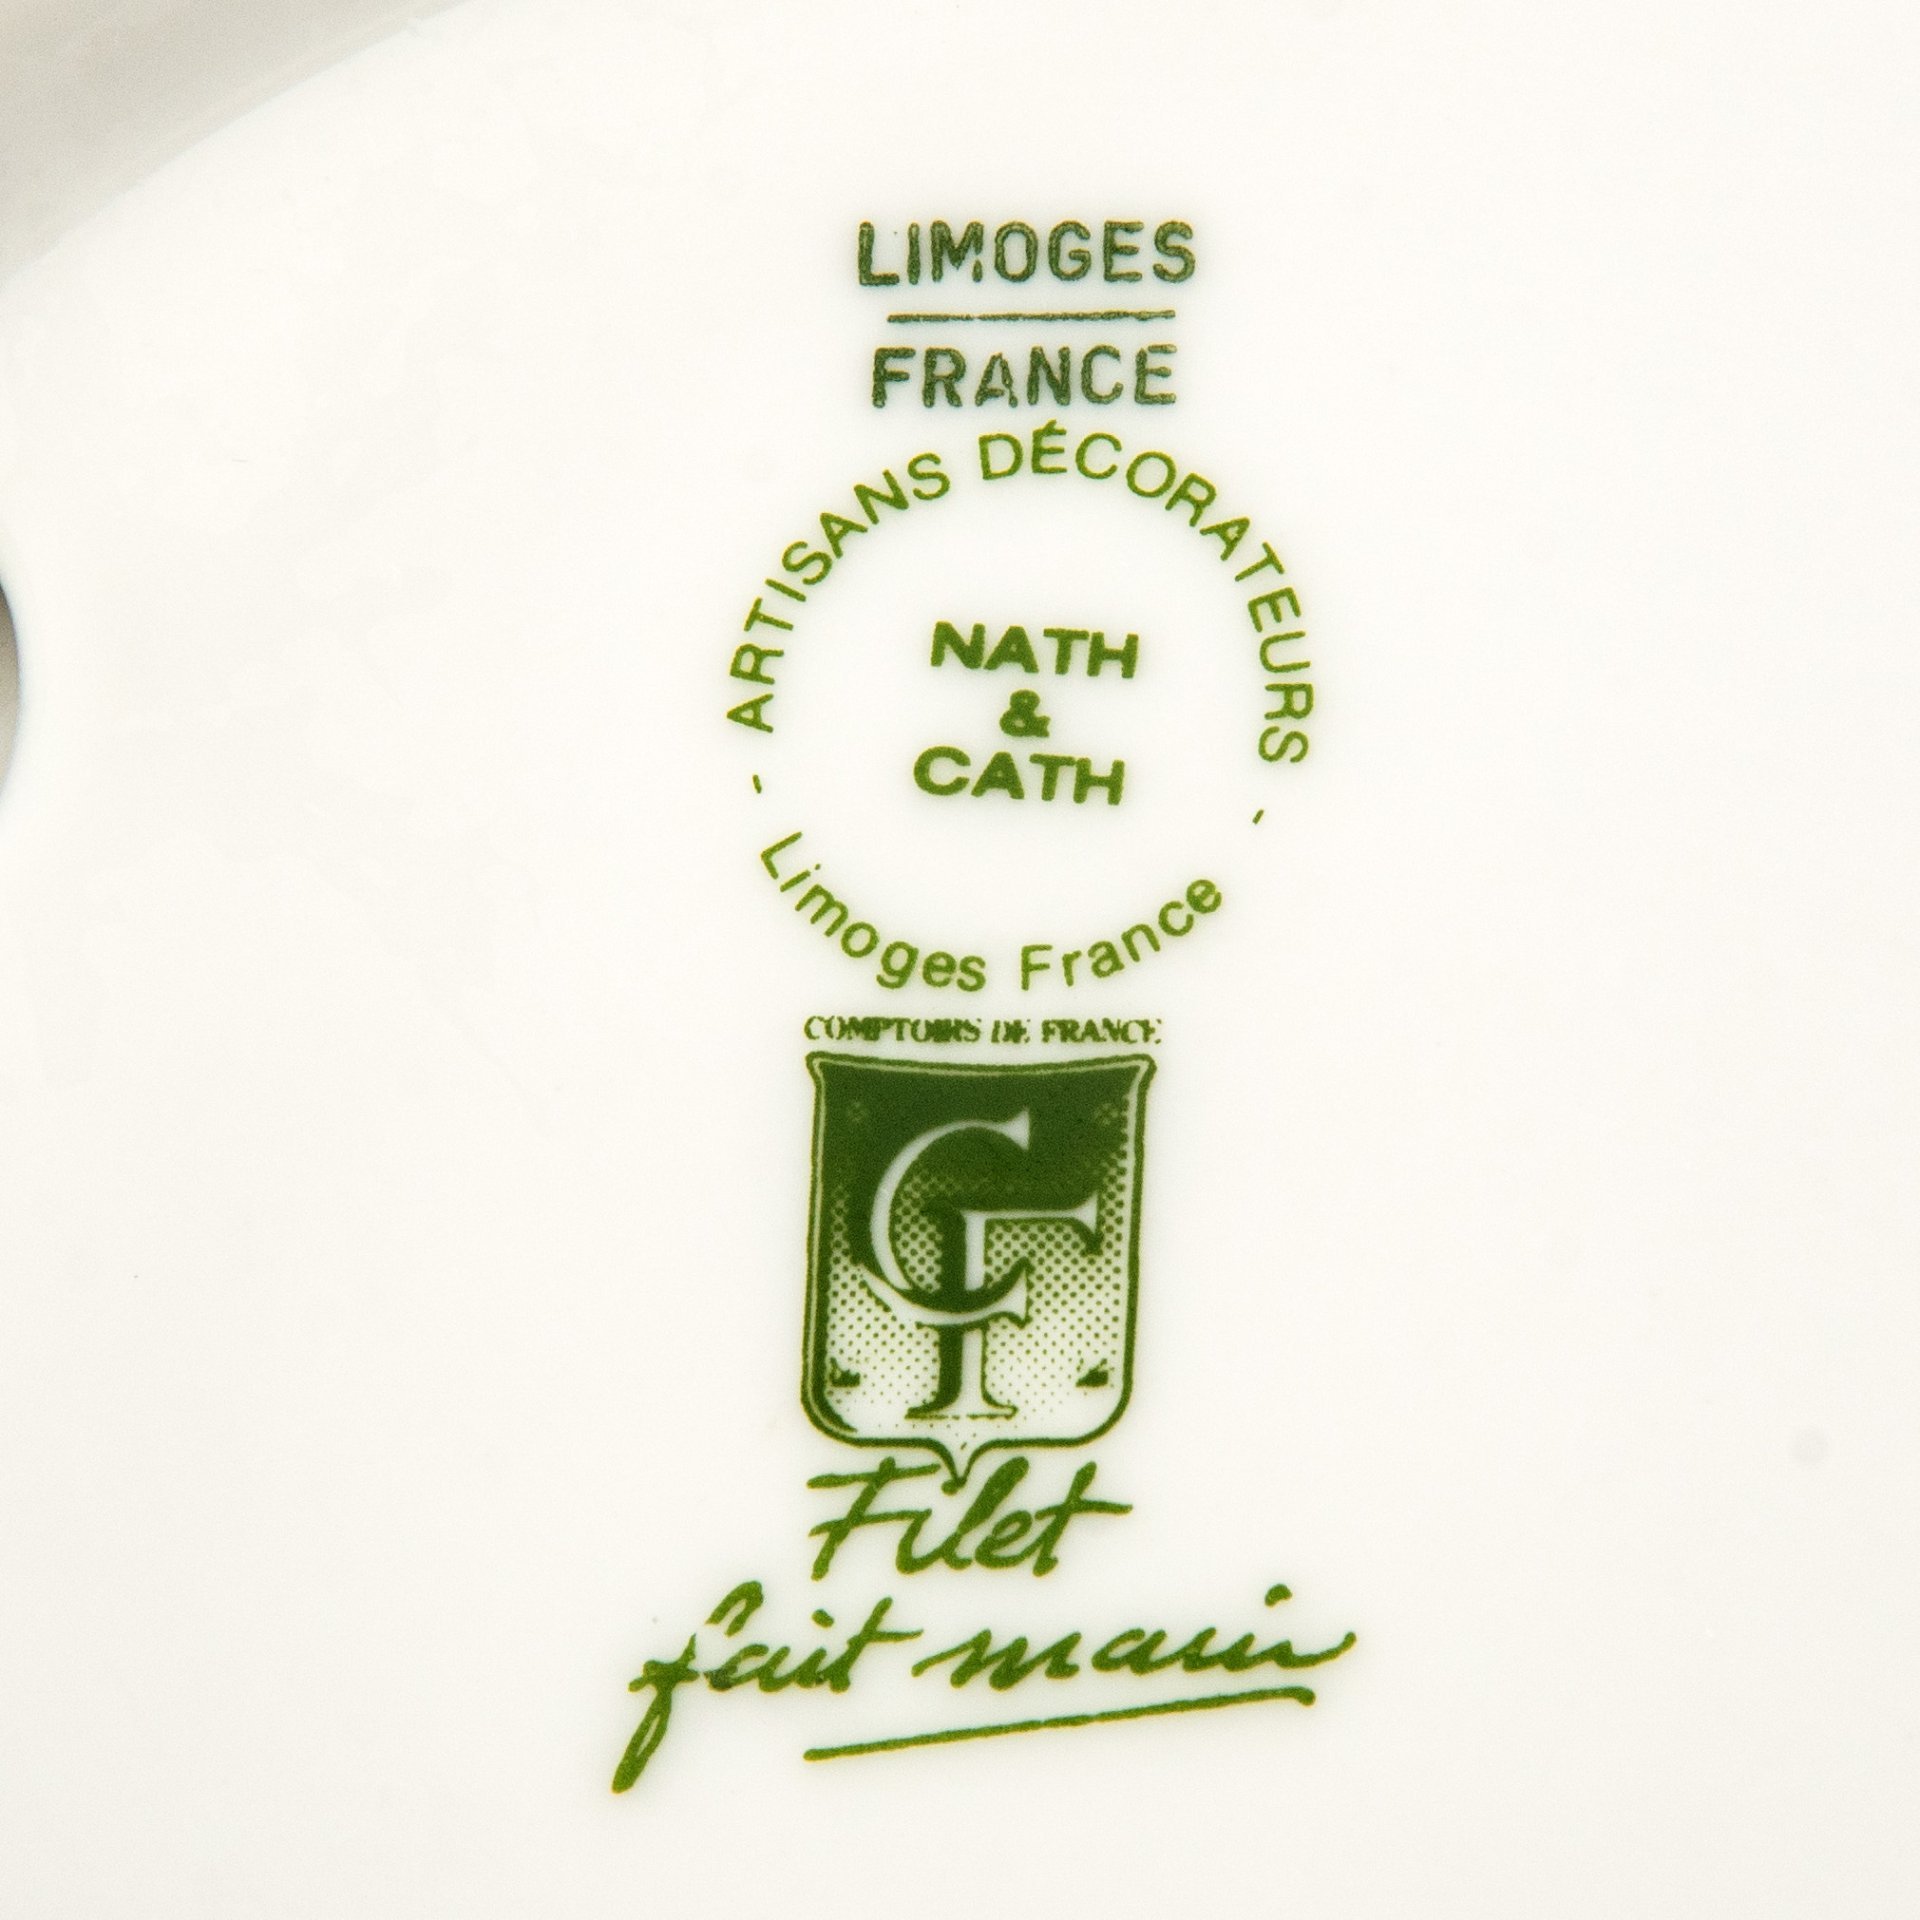 LIMOGES
FRANCE
- ARTISANS DÉCORATEURS -
NATH
&
CATH
Limoges France
COMPTOIRS DE FRANCE
CF
Filet
fait main